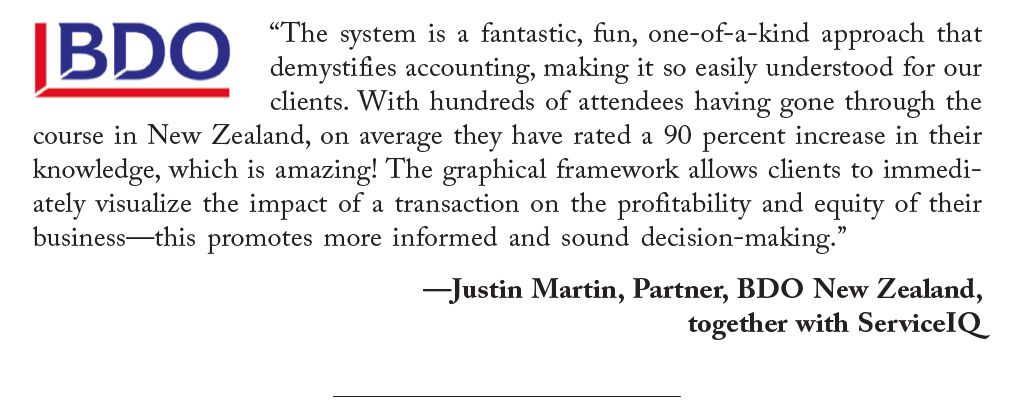 BDO
“The system is a fantastic, fun, one-of-a-kind approach that
demystifies accounting, making it so easily understood for our
clients. With hundreds of attendees having gone through the
course in New Zealand, on average they have rated a 90 percent increase in their
knowledge, which is amazing! The graphical framework allows clients to immedi-
ately visualize the impact of a transaction on the profitability and equity of their
business—this promotes more informed and sound decision-making.”
—Justin Martin, Partner, BDO New Zealand,
together with ServiceIQ